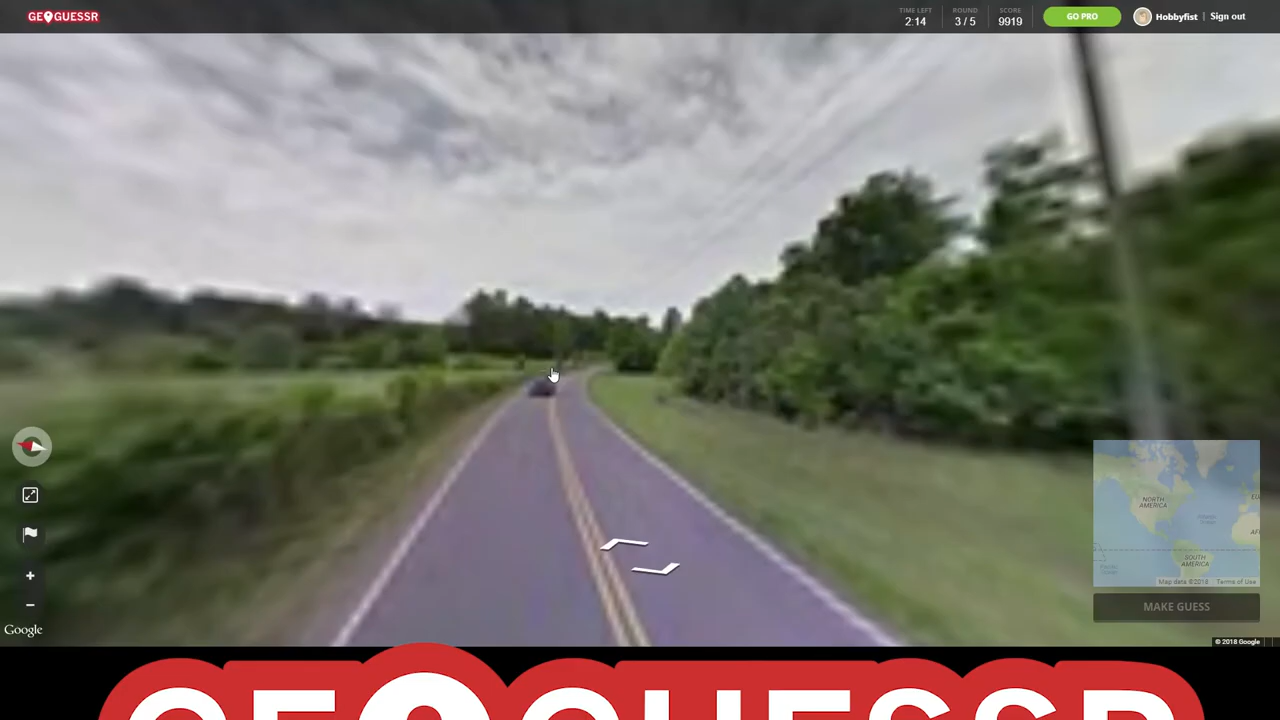 GEOGUESSR
TIME LEFT
2:14
ROUND
3 / 5
SCORE
9919
GO PRO
Hobbyfist | Sign out
NORTH
AMERICA
SOUTH
AMERICA
Map data ©2018 Terms of Use
MAKE GUESS
Google
© 2018 Google
GEOGUESSR